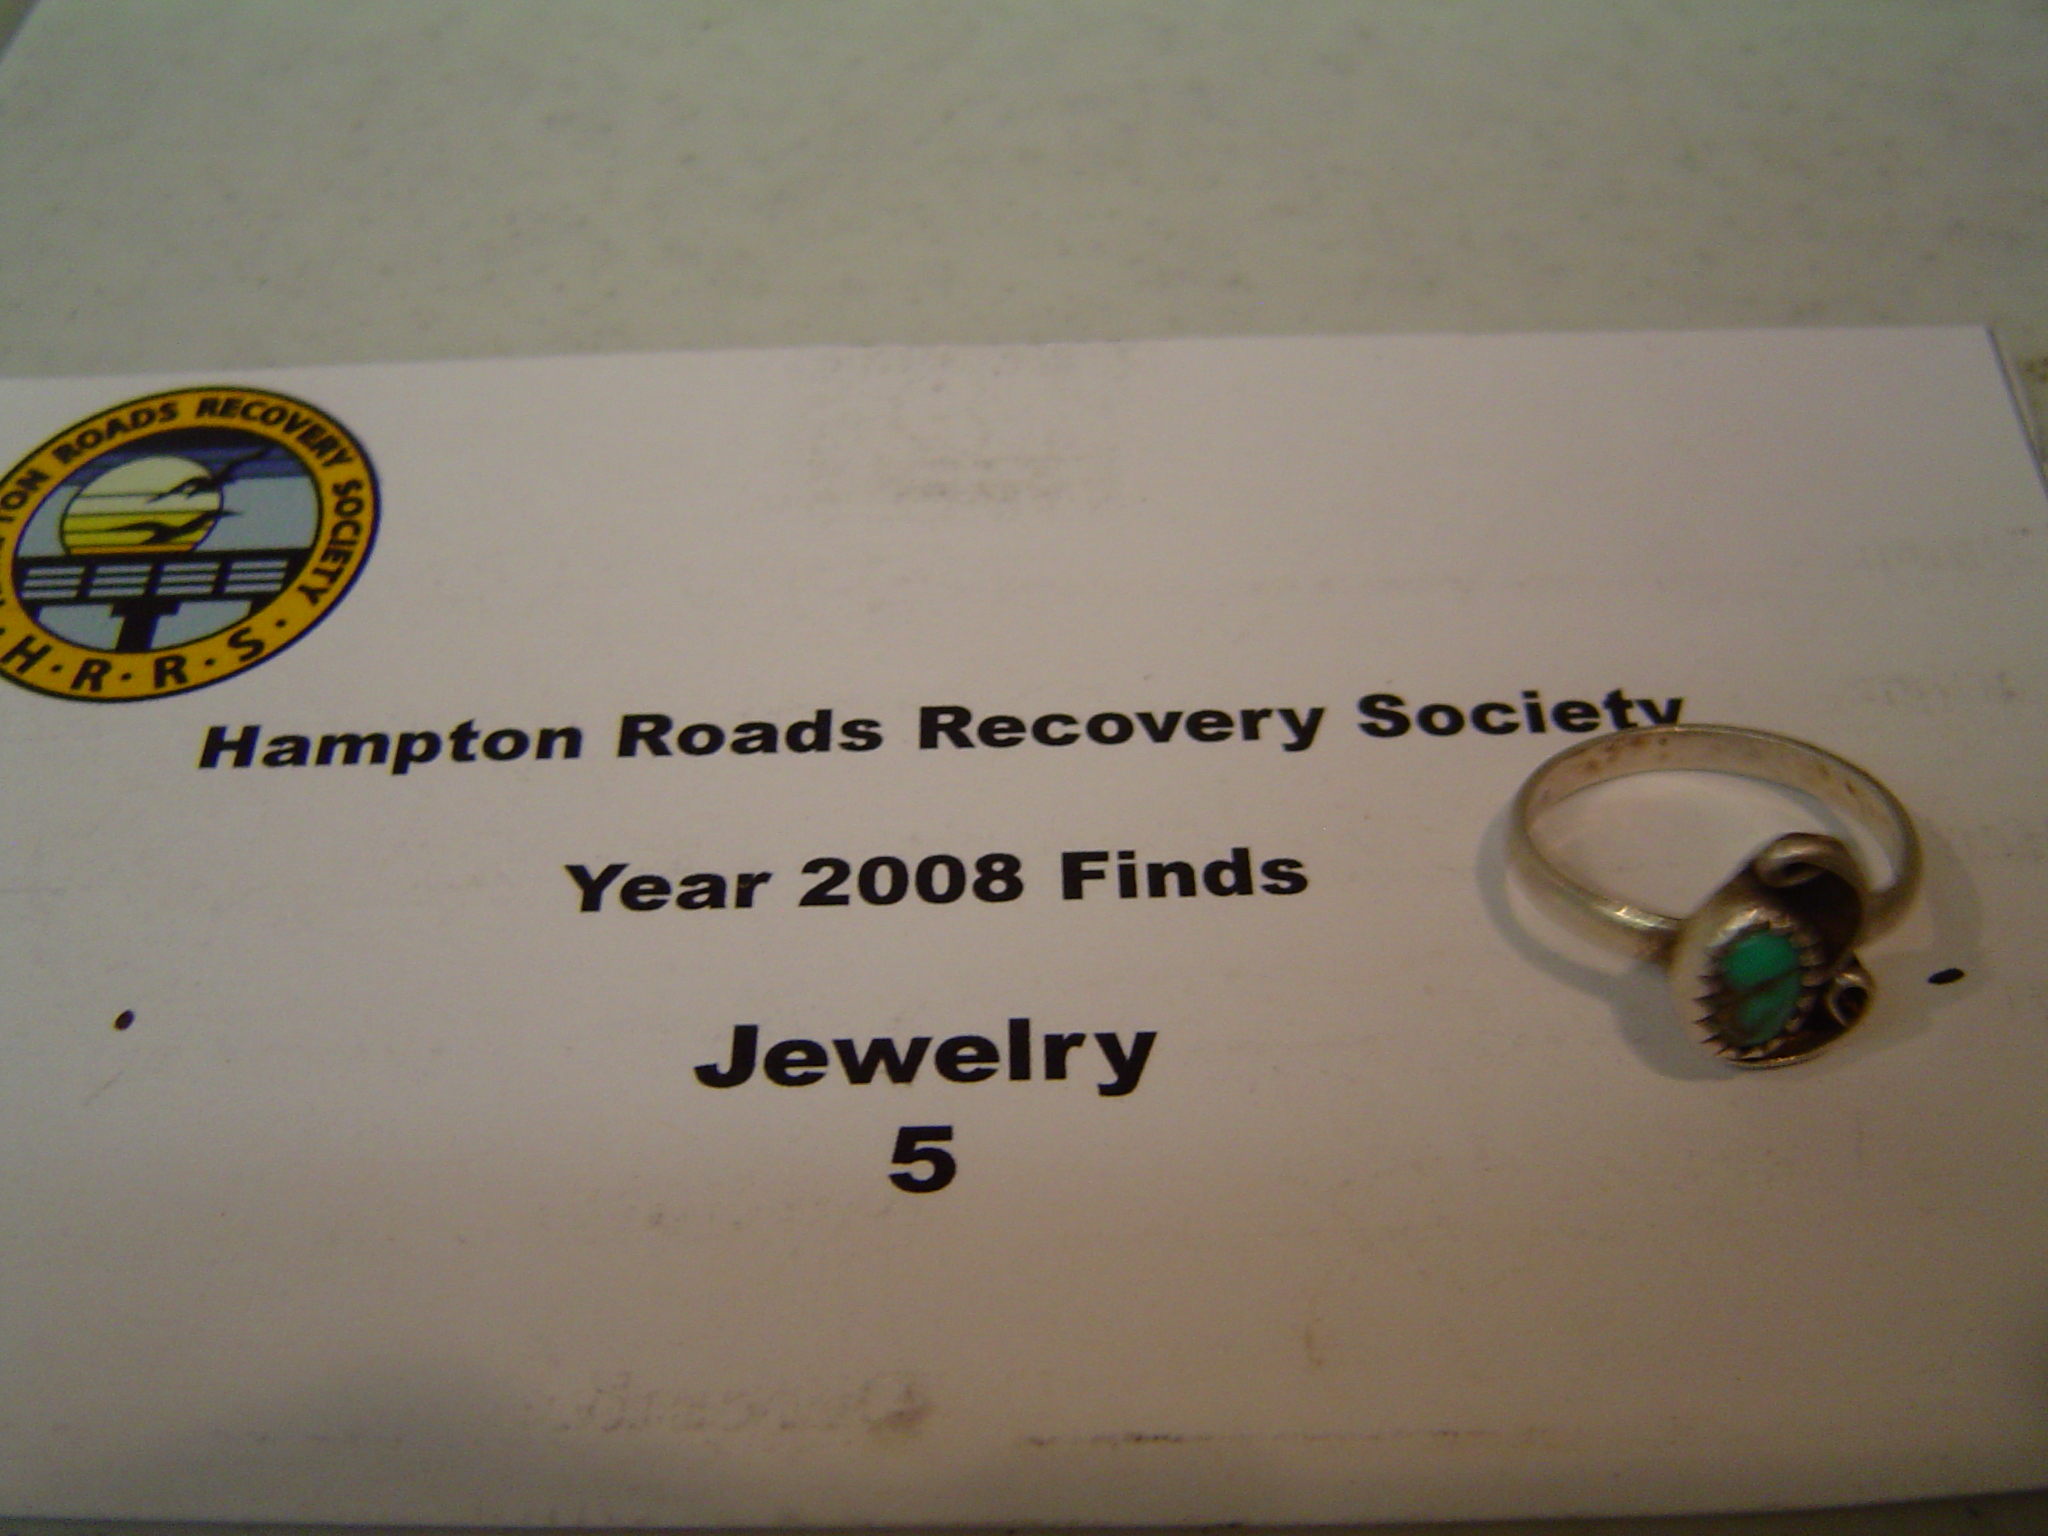 TON ROADS RECOVERY SOCIETY
· H · R · R · S ·
Hampton Roads Recovery Society
Year 2008 Finds
Jewelry
5